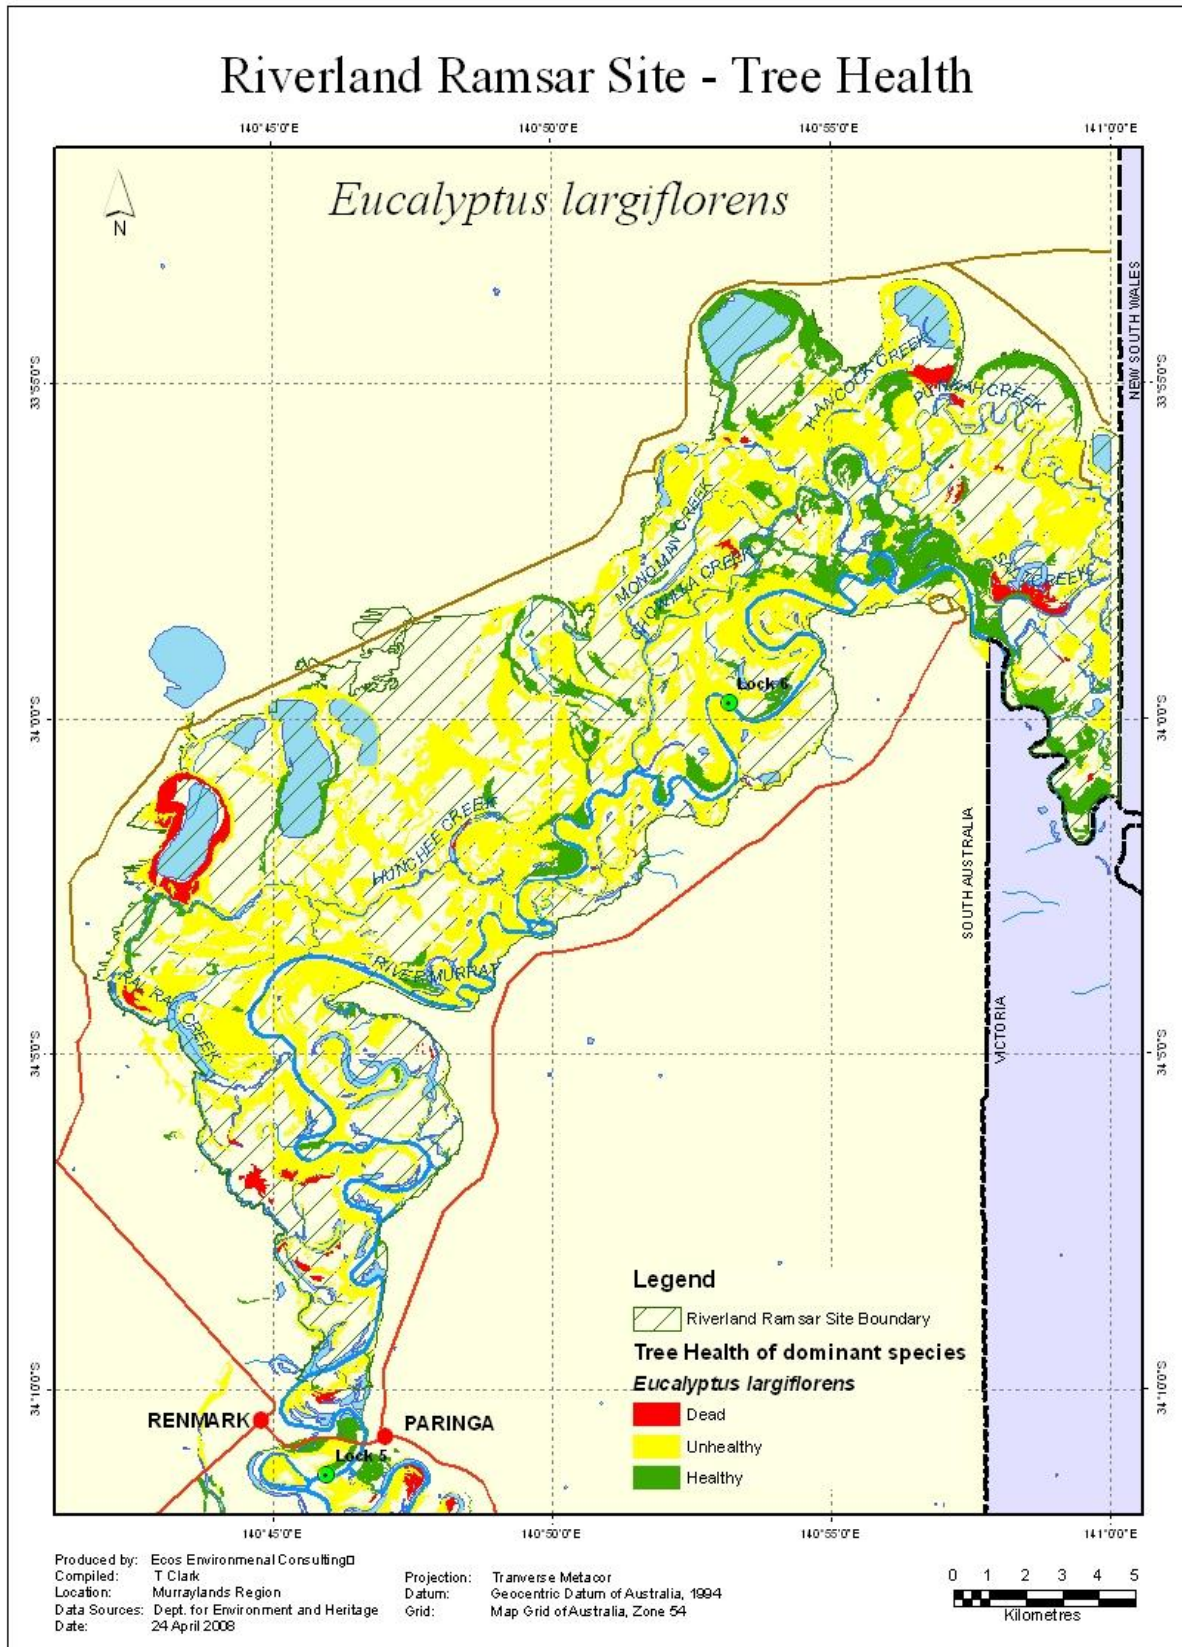 Riverland Ramsar Site - Tree Health
140°45'0"E
140°50'0"E
140°55'0"E
141°0'0"E
Eucalyptus largiflorens
N
NEW SOUTH WALES
33°55'0"S
33°55'0"S
HANCOCK CREEK
PUNKAH CREEK
MONOMAN CREEK
CHOWILLA CREEK
SALT CREEK
Lock 6
34°0'0"S
34°0'0"S
HUNCHEE CREEK
SOUTH AUSTRALIA
VICTORIA
RIVER MURRAY
RAL RAL CREEK
34°5'0"S
34°5'0"S
Legend
Riverland Ramsar Site Boundary
Tree Health of dominant species
Eucalyptus largiflorens
Dead
Unhealthy
Healthy
34°10'0"S
34°10'0"S
RENMARK
PARINGA
Lock 5
140°45'0"E
140°50'0"E
140°55'0"E
141°0'0"E
Produced by: Ecos Environmenal Consulting
Compiled: T Clark
Location: Murraylands Region
Data Sources: Dept. for Environment and Heritage
Date: 24 April 2008
Projection: Tranverse Metacor
Datum: Geocentric Datum of Australia, 1994
Grid: Map Grid of Australia, Zone 54
0 1 2 3 4 5
Kilometres